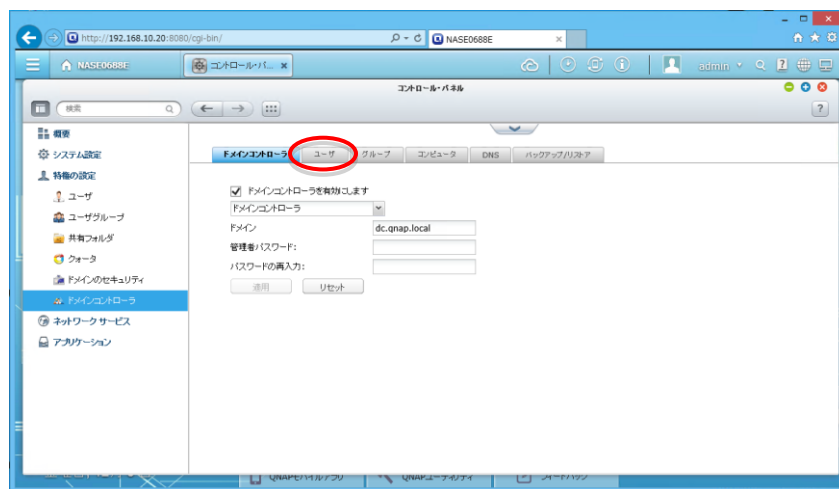 http://192.168.10.20:8080/cgi-bin/
NASE0688E
NASE0688E
コントロール・パ...
admin
コントロール・パネル
検索
概要
システム設定
特権の設定
ユーザ
ユーザグループ
共有フォルダ
クォータ
ドメインのセキュリティ
ドメインコントローラ
ネットワーク サービス
アプリケーション
ドメインコントローラ
ユーザ
グループ
コンピュータ
DNS
バックアップ/リストア
ドメインコントローラを有効にします
ドメインコントローラ
ドメイン
dc.qnap.local
管理者パスワード:
パスワードの再入力:
適用
リセット
QNAPモバイルアプリ
QNAPユーティリティ
フィードバック